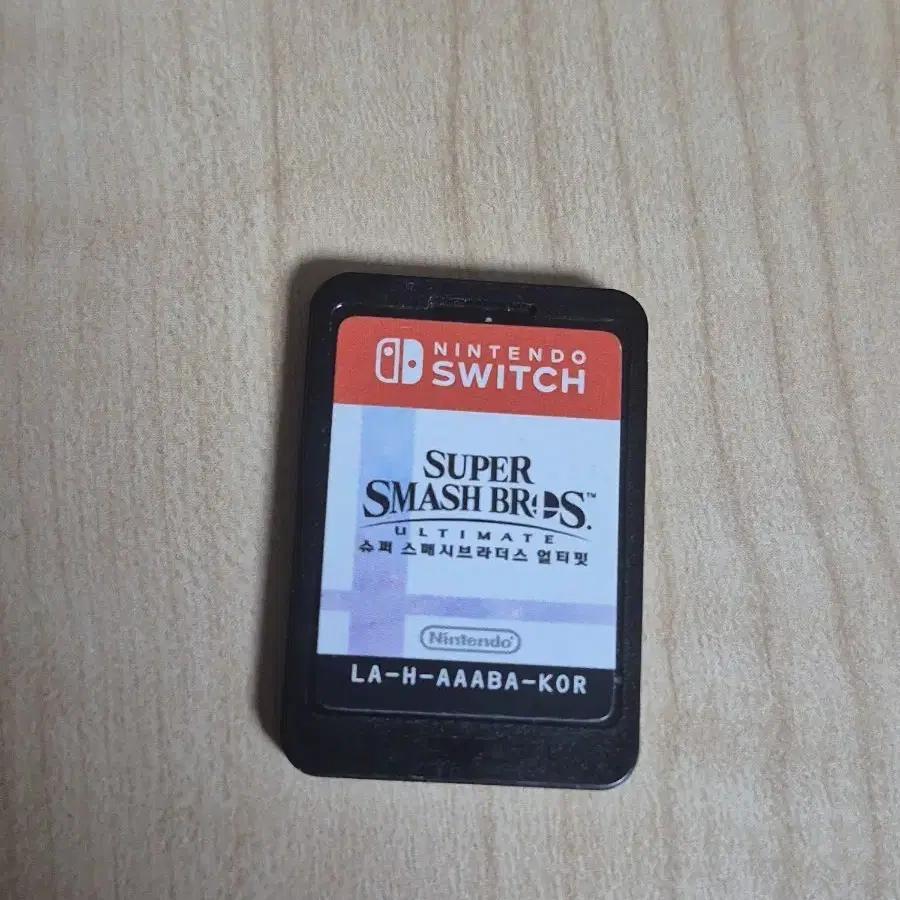 NINTENDO
SWITCH
SUPER
SMASH BROS.™
ULTIMATE
슈퍼 스매시브라더스 얼티밋
Nintendo®
LA-H-AAABA-KOR